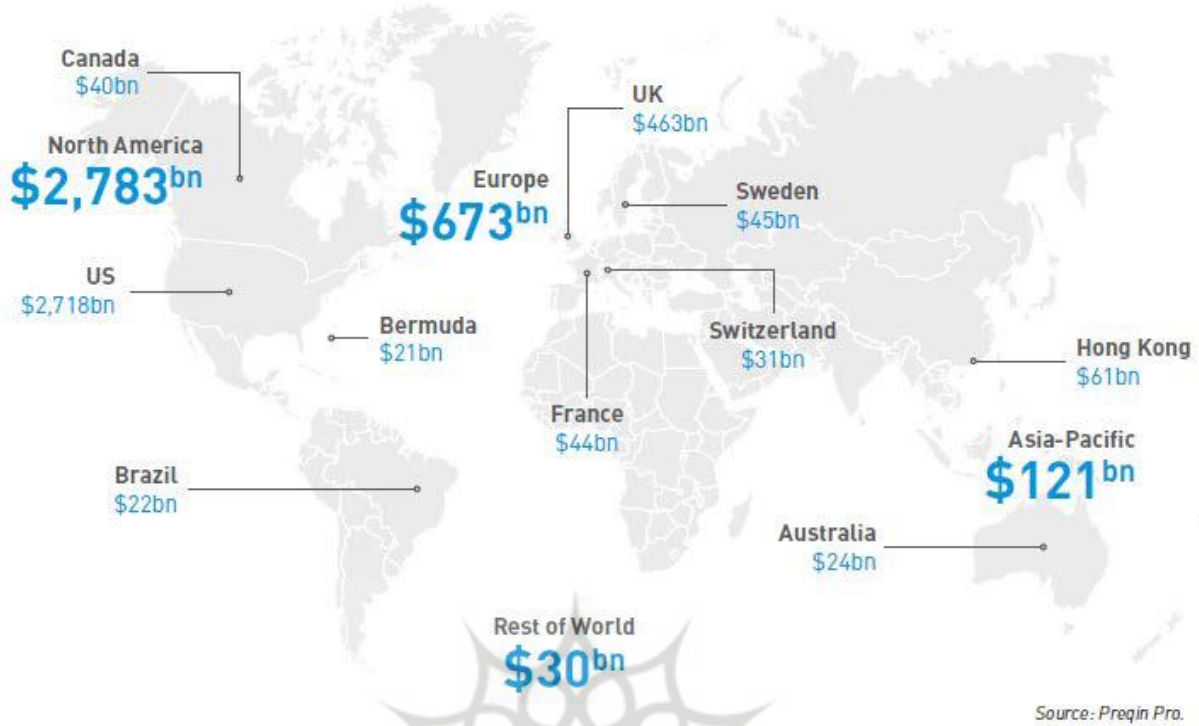 Canada
$40bn
North America
$2,783bn
US
$2,718bn
Bermuda
$21bn
Brazil
$22bn
UK
$463bn
Europe
$673bn
Sweden
$45bn
Switzerland
$31bn
France
$44bn
Hong Kong
$61bn
Asia-Pacific
$121bn
Australia
$24bn
Rest of World
$30bn
Source: Preqin Pro.